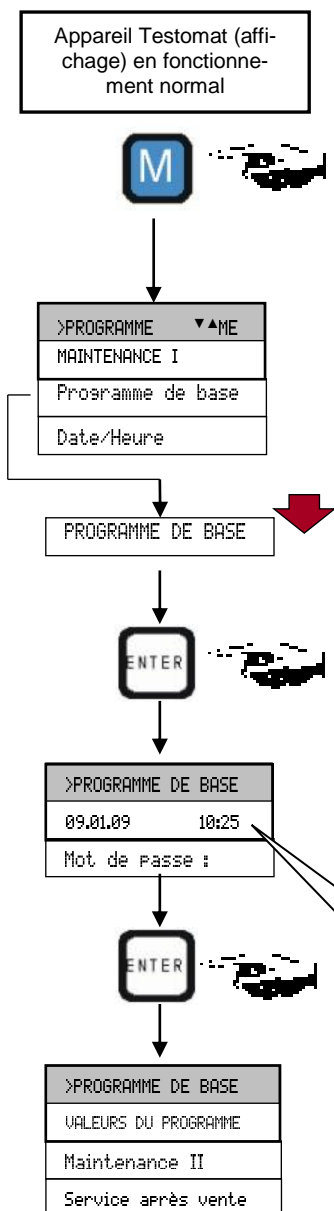 Appareil Testomat (affi-
chage) en fonctionne-
ment normal
M
>PROGRAMME ▼▲ME
MAINTENANCE I
Programme de base
Date/Heure
PROGRAMME DE BASE
ENTER
>PROGRAMME DE BASE
09.01.09 10:25
Mot de passe :
ENTER
>PROGRAMME DE BASE
VALEURS DU PROGRAMME
Maintenance II
Service après vente